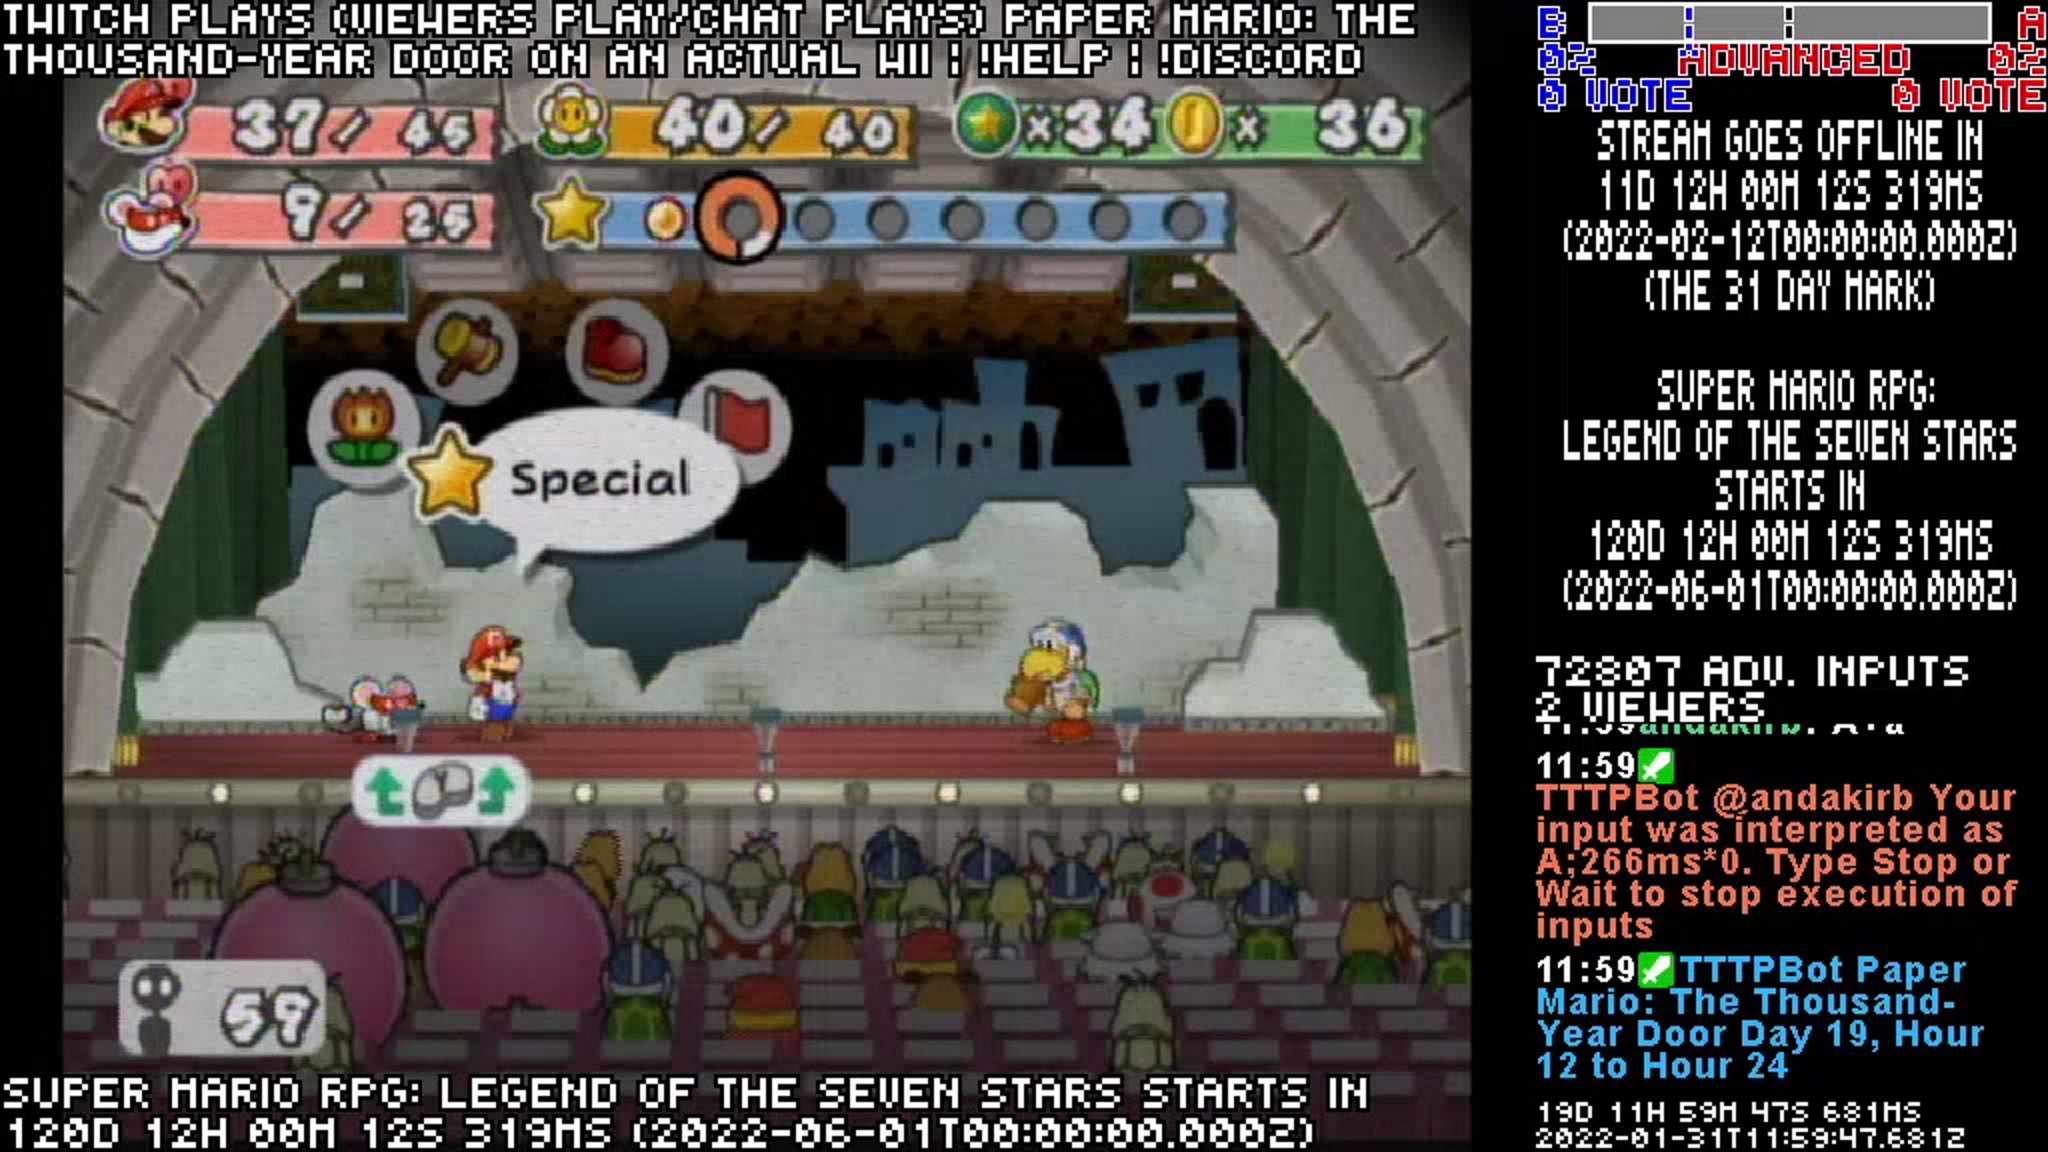 TWITCH PLAYS (VIEWERS PLAY/CHAT PLAYS) PAPER MARIO: THE
THOUSAND-YEAR DOOR ON AN ACTUAL WII ¦ !HELP ¦ !DISCORD
37/ 45
40/ 40
×34
× 36
9/ 25
Special
59
SUPER MARIO RPG: LEGEND OF THE SEVEN STARS STARTS IN
120D 12H 00M 12S 319MS (2022-06-01T00:00:00.000Z)
B A
0% ADVANCED 0%
0 VOTE 0 VOTE
STREAM GOES OFFLINE IN
11D 12H 00M 12S 319MS
(2022-02-12T00:00:00.000Z)
(THE 31 DAY MARK)
SUPER MARIO RPG:
LEGEND OF THE SEVEN STARS
STARTS IN
120D 12H 00M 12S 319MS
(2022-06-01T00:00:00.000Z)
72807 ADV. INPUTS
2 VIEWERS
11:59
TTTPBot @andakirb Your
input was interpreted as
A;266ms*0. Type Stop or
Wait to stop execution of
inputs
11:59 TTTPBot Paper
Mario: The Thousand-
Year Door Day 19, Hour
12 to Hour 24
19D 11H 59M 47S 681MS
2022-01-31T11:59:47.681Z